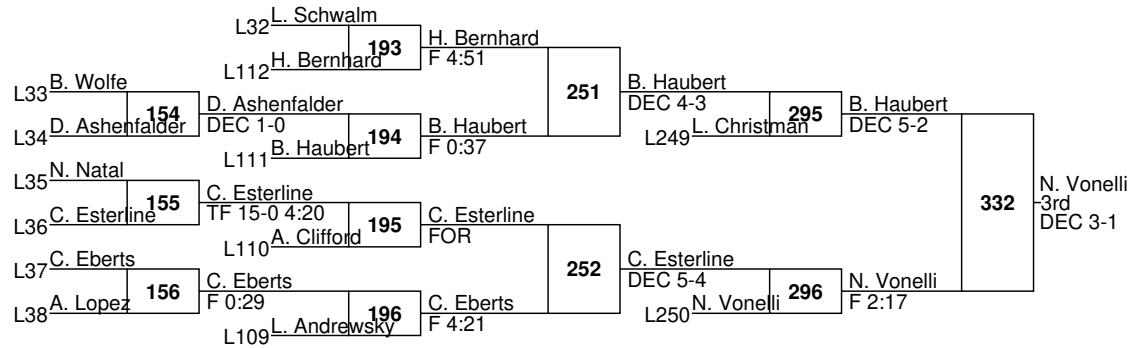 L32 L. Schwalm
193
L112 H. Bernhard
H. Bernhard
F 4:51
L33 B. Wolfe
154
L34 D. Ashenfalder
D. Ashenfalder
DEC 1-0
194
L111 B. Haubert
B. Haubert
F 0:37
251
B. Haubert
DEC 4-3
295
L249 L. Christman
B. Haubert
DEC 5-2
L35 N. Natal
155
L36 C. Esterline
C. Esterline
TF 15-0 4:20
195
L110 A. Clifford
C. Esterline
FOR
L37 C. Eberts
156
L38 A. Lopez
C. Eberts
F 0:29
196
L109 L. Andrewsky
C. Eberts
F 4:21
252
C. Esterline
DEC 5-4
296
L250 N. Vonelli
N. Vonelli
F 2:17
332
N. Vonelli
3rd
DEC 3-1